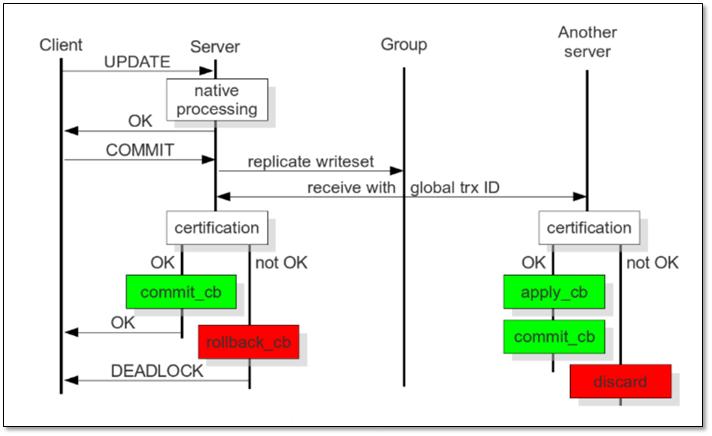 Client
Server
Group
Another
server
UPDATE
native
processing
OK
COMMIT
replicate writeset
receive with global trx ID
certification
certification
OK
not OK
OK
not OK
commit_cb
apply_cb
OK
rollback_cb
commit_cb
DEADLOCK
discard